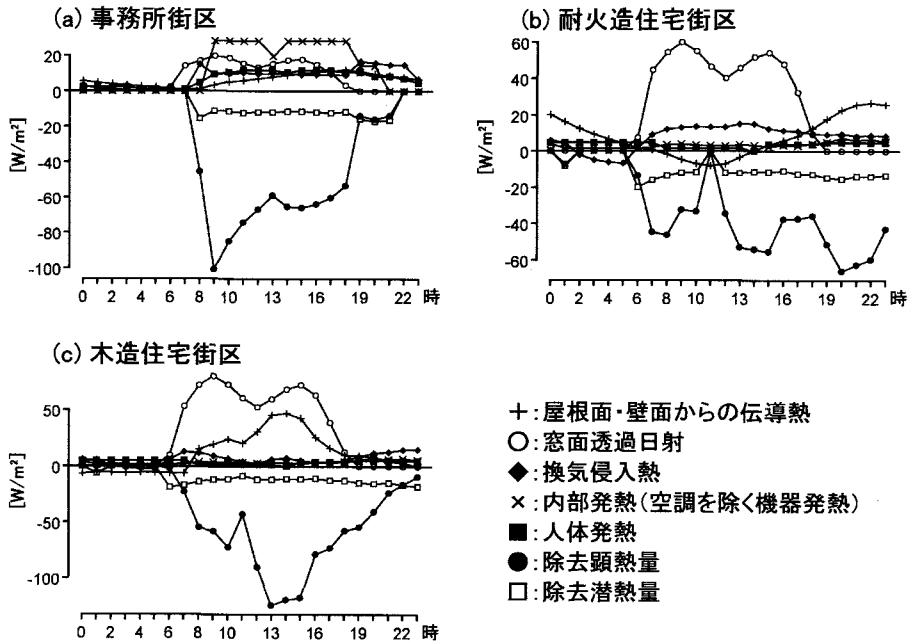 (a) 事務所街区
[W/m²]
20
0
-20
-40
-60
-80
-100
0 2 4 6 8 10 13 16 19 22 時
(b) 耐火造住宅街区
[W/m²]
60
40
20
0
-20
-40
-60
0 2 4 6 8 10 13 16 19 22 時
(c) 木造住宅街区
[W/m²]
50
0
-50
-100
0 2 4 6 8 10 13 16 19 22 時
+:屋根面・壁面からの伝導熱
○:窓面透過日射
◆:換気侵入熱
×:内部発熱(空調を除く機器発熱)
■:人体発熱
●:除去顕熱量
□:除去潜熱量